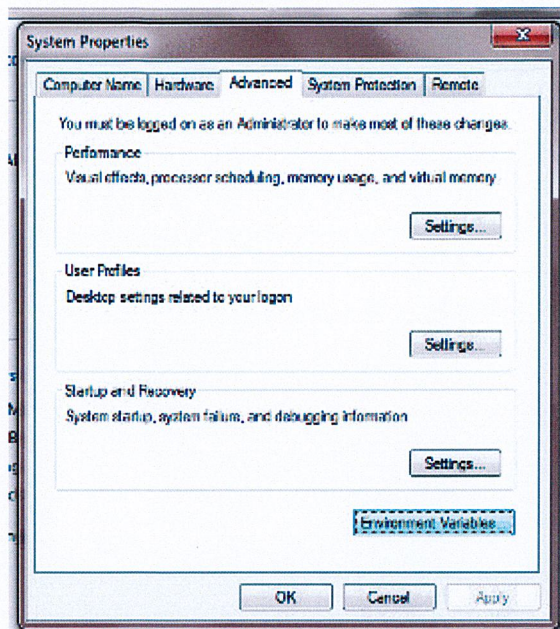 System Properties
Computer Name Hardware Advanced System Protection Remote
You must be logged on as an Administrator to make most of these changes.
Performance
Visual effects, processor scheduling, memory usage, and virtual memory
Settings...
User Profiles
Desktop settings related to your logon
Settings...
Startup and Recovery
System startup, system failure, and debugging information
Settings...
Environment Variables...
OK Cancel Apply